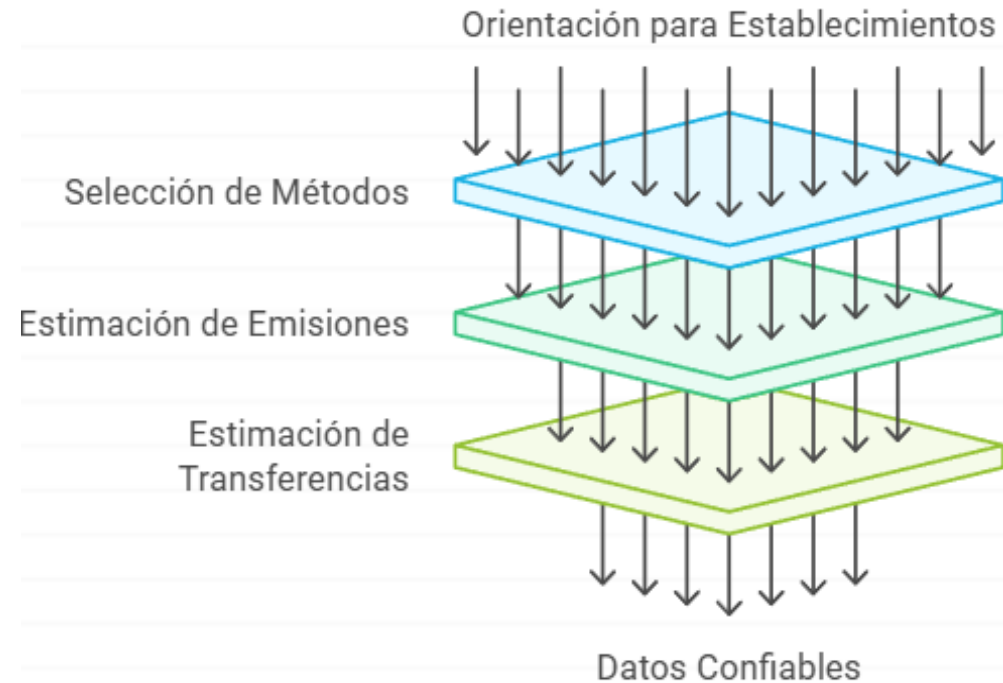 Orientación para Establecimientos
Selección de Métodos
Estimación de Emisiones
Estimación de
Transferencias
Datos Confiables